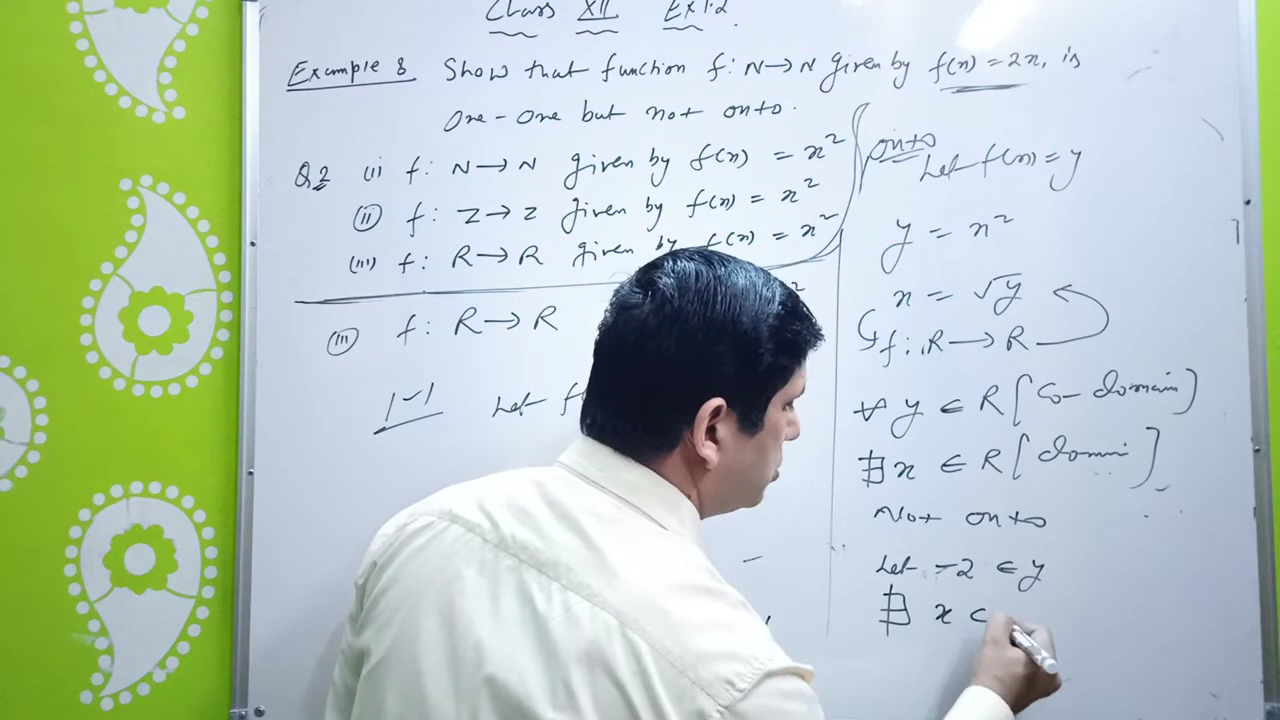 Class XII Ex 1.2
Example 8 Show that function f: N→N given by f(x) = 2x, is
One-One but not onto.
Q2 (i) f: N→N given by f(x) = x²
(ii) f: Z→Z given by f(x) = x²
(iii) f: R→R given by f(x) = x²
(iii) f: R→R
1-1 Let f
onto
Let f(x) = y
y = x²
x = √y
f: R→R
∀ y ∈ R [Co-domain]
∄ x ∈ R [domain]
Not onto
Let -2 ∈ y
∄ x